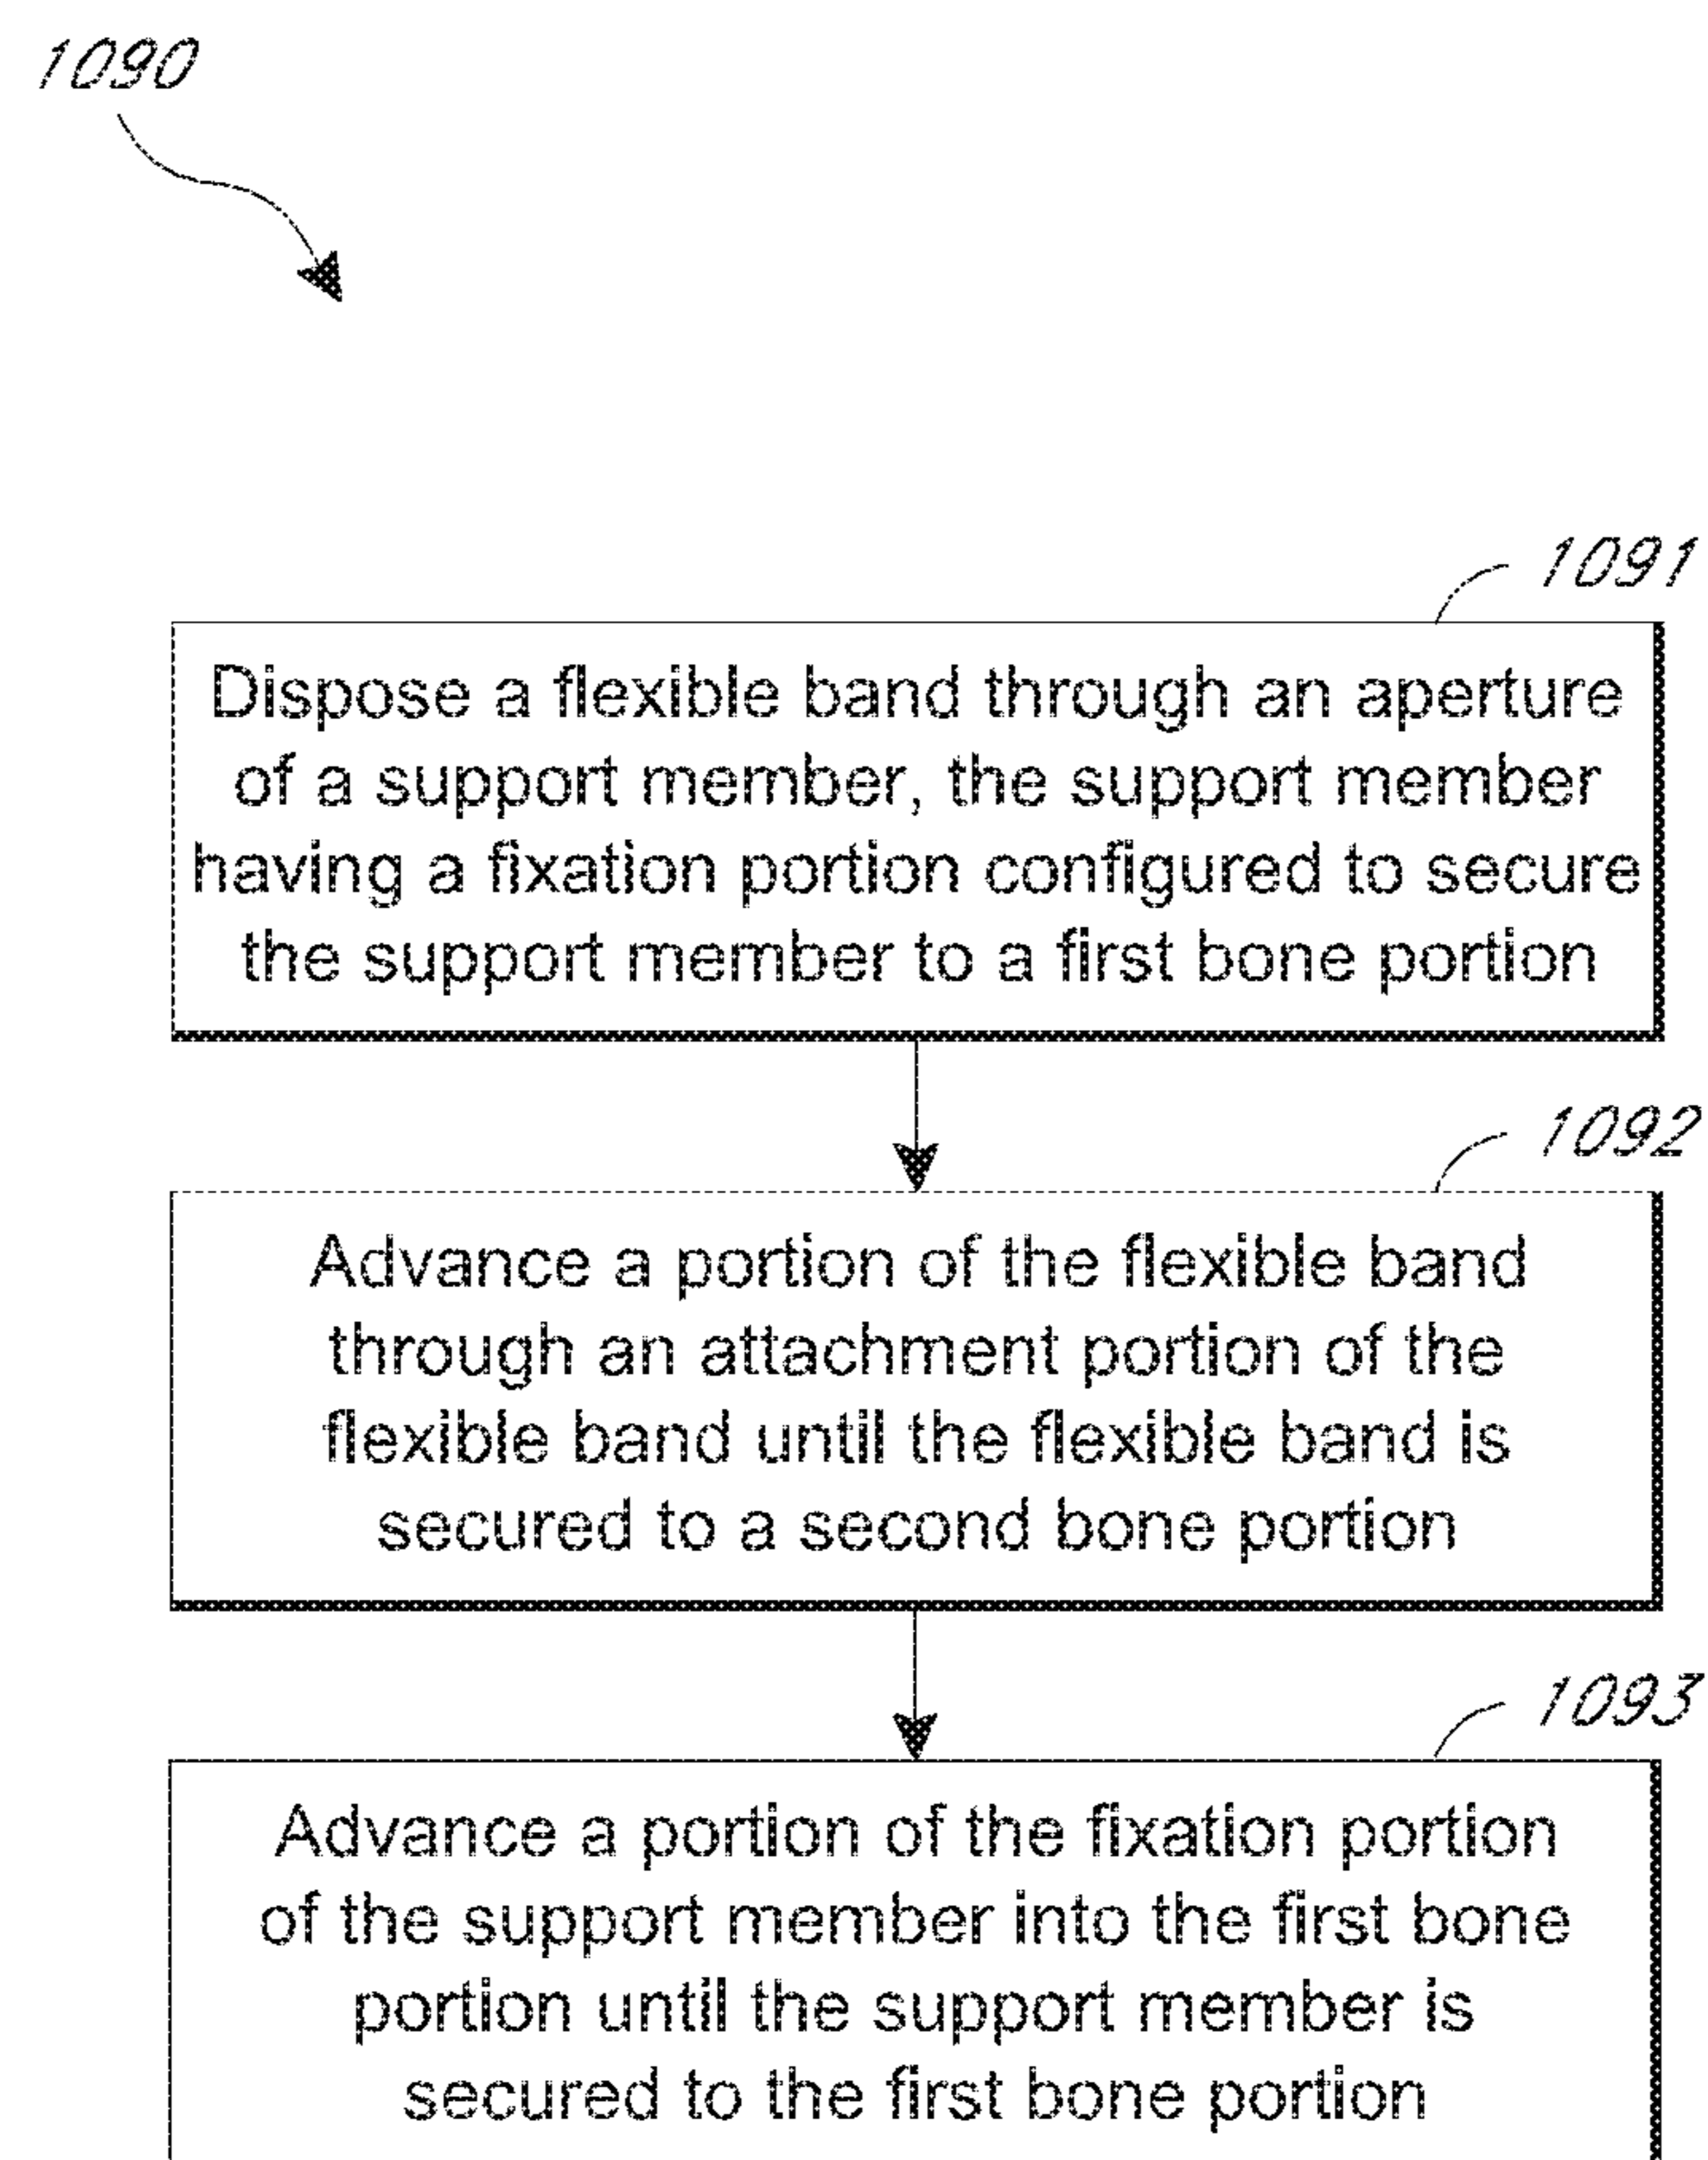 1090
1091
Dispose a flexible band through an aperture
of a support member, the support member
having a fixation portion configured to secure
the support member to a first bone portion
1092
Advance a portion of the flexible band
through an attachment portion of the
flexible band until the flexible band is
secured to a second bone portion
1093
Advance a portion of the fixation portion
of the support member into the first bone
portion until the support member is
secured to the first bone portion